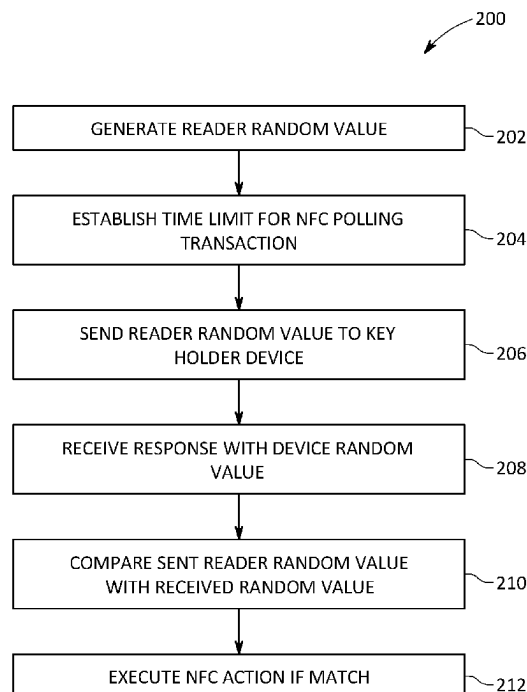 200
GENERATE READER RANDOM VALUE
202
ESTABLISH TIME LIMIT FOR NFC POLLING
TRANSACTION
204
SEND READER RANDOM VALUE TO KEY
HOLDER DEVICE
206
RECEIVE RESPONSE WITH DEVICE RANDOM
VALUE
208
COMPARE SENT READER RANDOM VALUE
WITH RECEIVED RANDOM VALUE
210
EXECUTE NFC ACTION IF MATCH
212